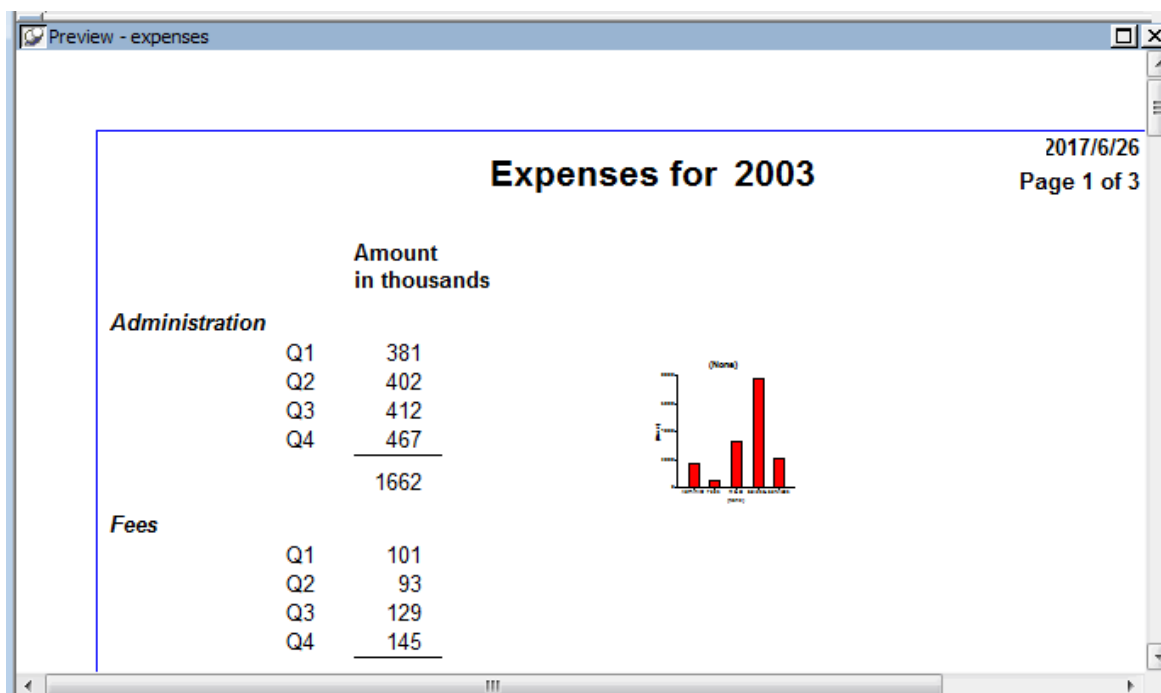 Preview - expenses
2017/6/26
Expenses for 2003
Page 1 of 3
Amount
in thousands
Administration
Q1 381
Q2 402
Q3 412
Q4 467
1662
(None)
Fees
Q1 101
Q2 93
Q3 129
Q4 145